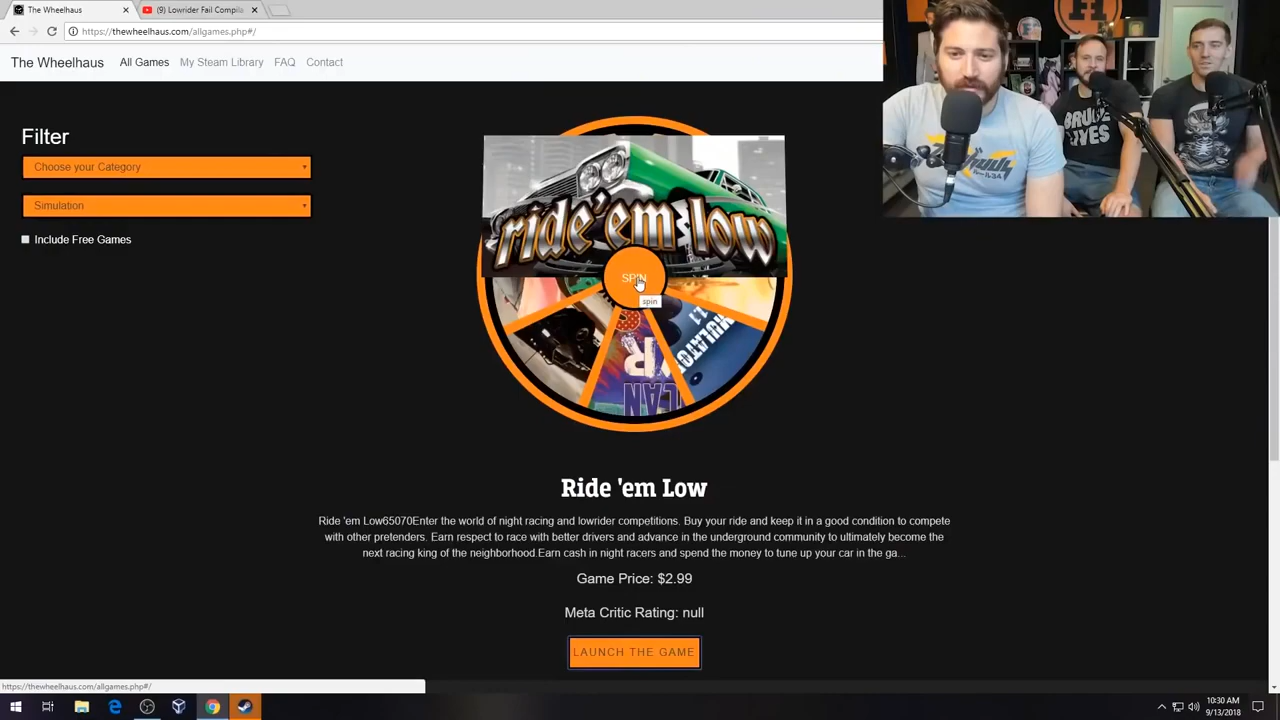 The Wheelhaus
(9) Lowrider Fail Compila
https://thewheelhaus.com/allgames.php#/
The Wheelhaus
All Games
My Steam Library
FAQ
Contact
Filter
Choose your Category
Simulation
Include Free Games
ride 'em low
SPIN
spin
BRUCE
LIVES
Ride 'em Low
Ride 'em Low65070Enter the world of night racing and lowrider competitions. Buy your ride and keep it in a good condition to compete
with other pretenders. Earn respect to race with better drivers and advance in the underground community to ultimately become the
next racing king of the neighborhood.Earn cash in night racers and spend the money to tune up your car in the ga...
Game Price: $2.99
Meta Critic Rating: null
LAUNCH THE GAME
https://thewheelhaus.com/allgames.php#/
10:30 AM
9/13/2018